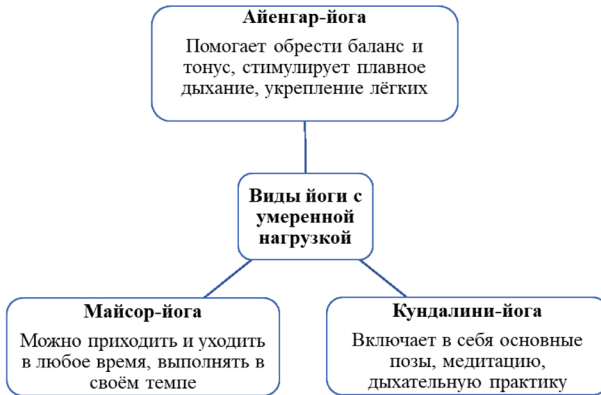 Айенгар-йога
Помогает обрести баланс и
тонус, стимулирует плавное
дыхание, укрепление лёгких
Виды йоги с
умеренной
нагрузкой
Майсор-йога
Можно приходить и уходить
в любое время, выполнять в
своём темпе
Кундалини-йога
Включает в себя основные
позы, медитацию,
дыхательную практику